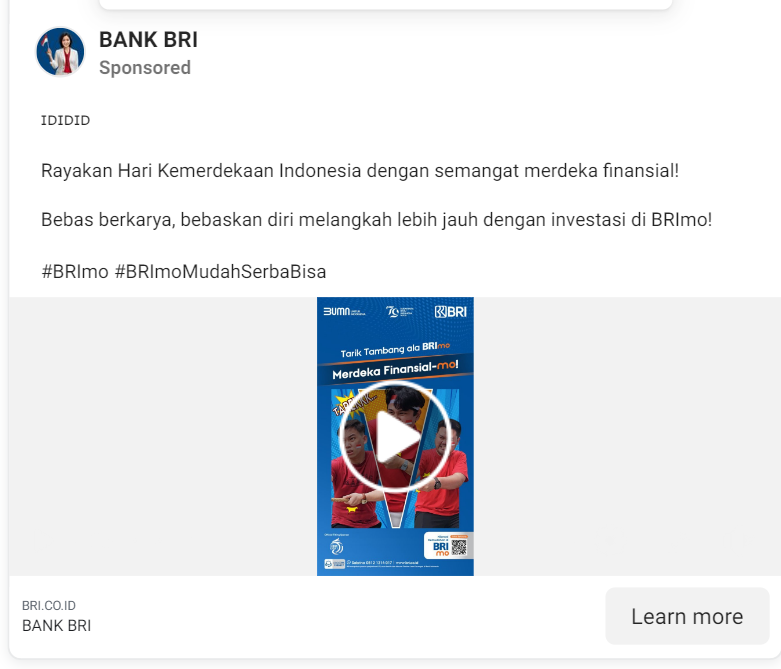 BANK BRI
Sponsored
IDIDID
Rayakan Hari Kemerdekaan Indonesia dengan semangat merdeka finansial!
Bebas berkarya, bebaskan diri melangkah lebih jauh dengan investasi di BRImo!
#BRImo #BRImoMudahSerbaBisa
BUMN
79
BRI
Tarik Tambang ala BRImo
Merdeka Finansial-mo!
BRI
mo
BRI.CO.ID
BANK BRI
Learn more